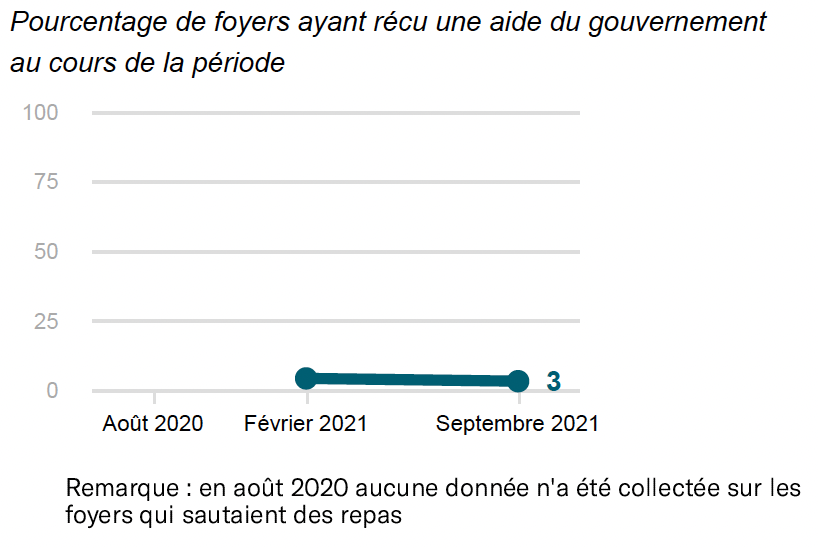 Pourcentage de foyers ayant récu une aide du gouvernement
au cours de la période
100
75
50
25
0
3
Août 2020
Février 2021
Septembre 2021
Remarque : en août 2020 aucune donnée n'a été collectée sur les
foyers qui sautaient des repas